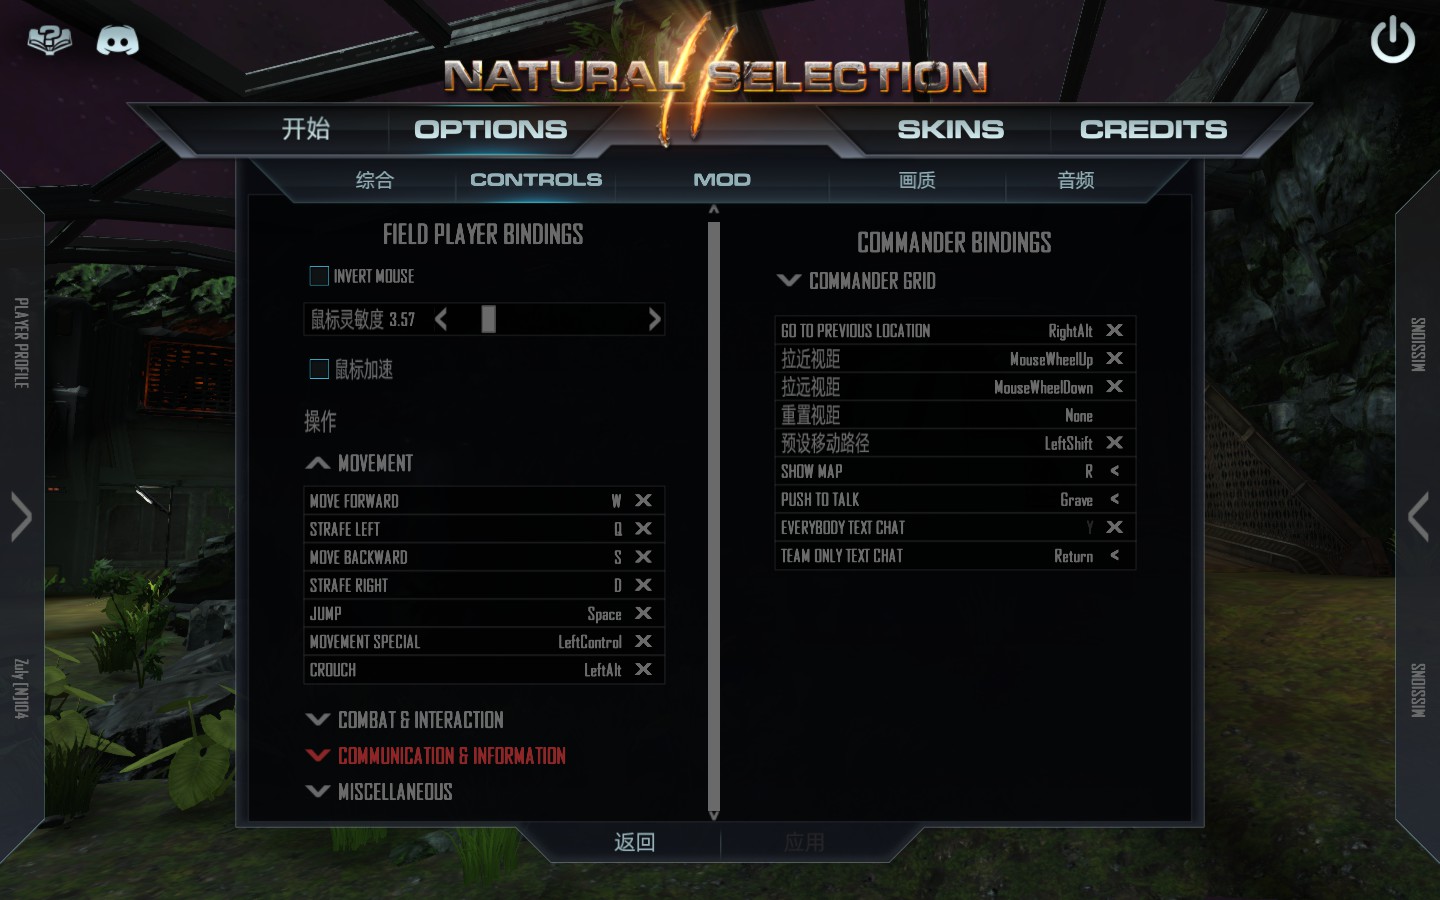 NATURAL SELECTION
开始
OPTIONS
SKINS
CREDITS
综合
CONTROLS
MOD
画质
音频
FIELD PLAYER BINDINGS
INVERT MOUSE
鼠标灵敏度 3.57
鼠标加速
操作
MOVEMENT
MOVE FORWARD W
STRAFE LEFT Q
MOVE BACKWARD S
STRAFE RIGHT D
JUMP Space
MOVEMENT SPECIAL LeftControl
CROUCH LeftAlt
COMBAT & INTERACTION
COMMUNICATION & INFORMATION
MISCELLANEOUS
COMMANDER BINDINGS
COMMANDER GRID
GO TO PREVIOUS LOCATION RightAlt
拉近视距 MouseWheelUp
拉远视距 MouseWheelDown
重置视距 None
预设移动路径 LeftShift
SHOW MAP R
PUSH TO TALK Grave
EVERYBODY TEXT CHAT Y
TEAM ONLY TEXT CHAT Return
返回
应用
PLAYER PROFILE
Zuly [N]104
MISSIONS
MISSIONS